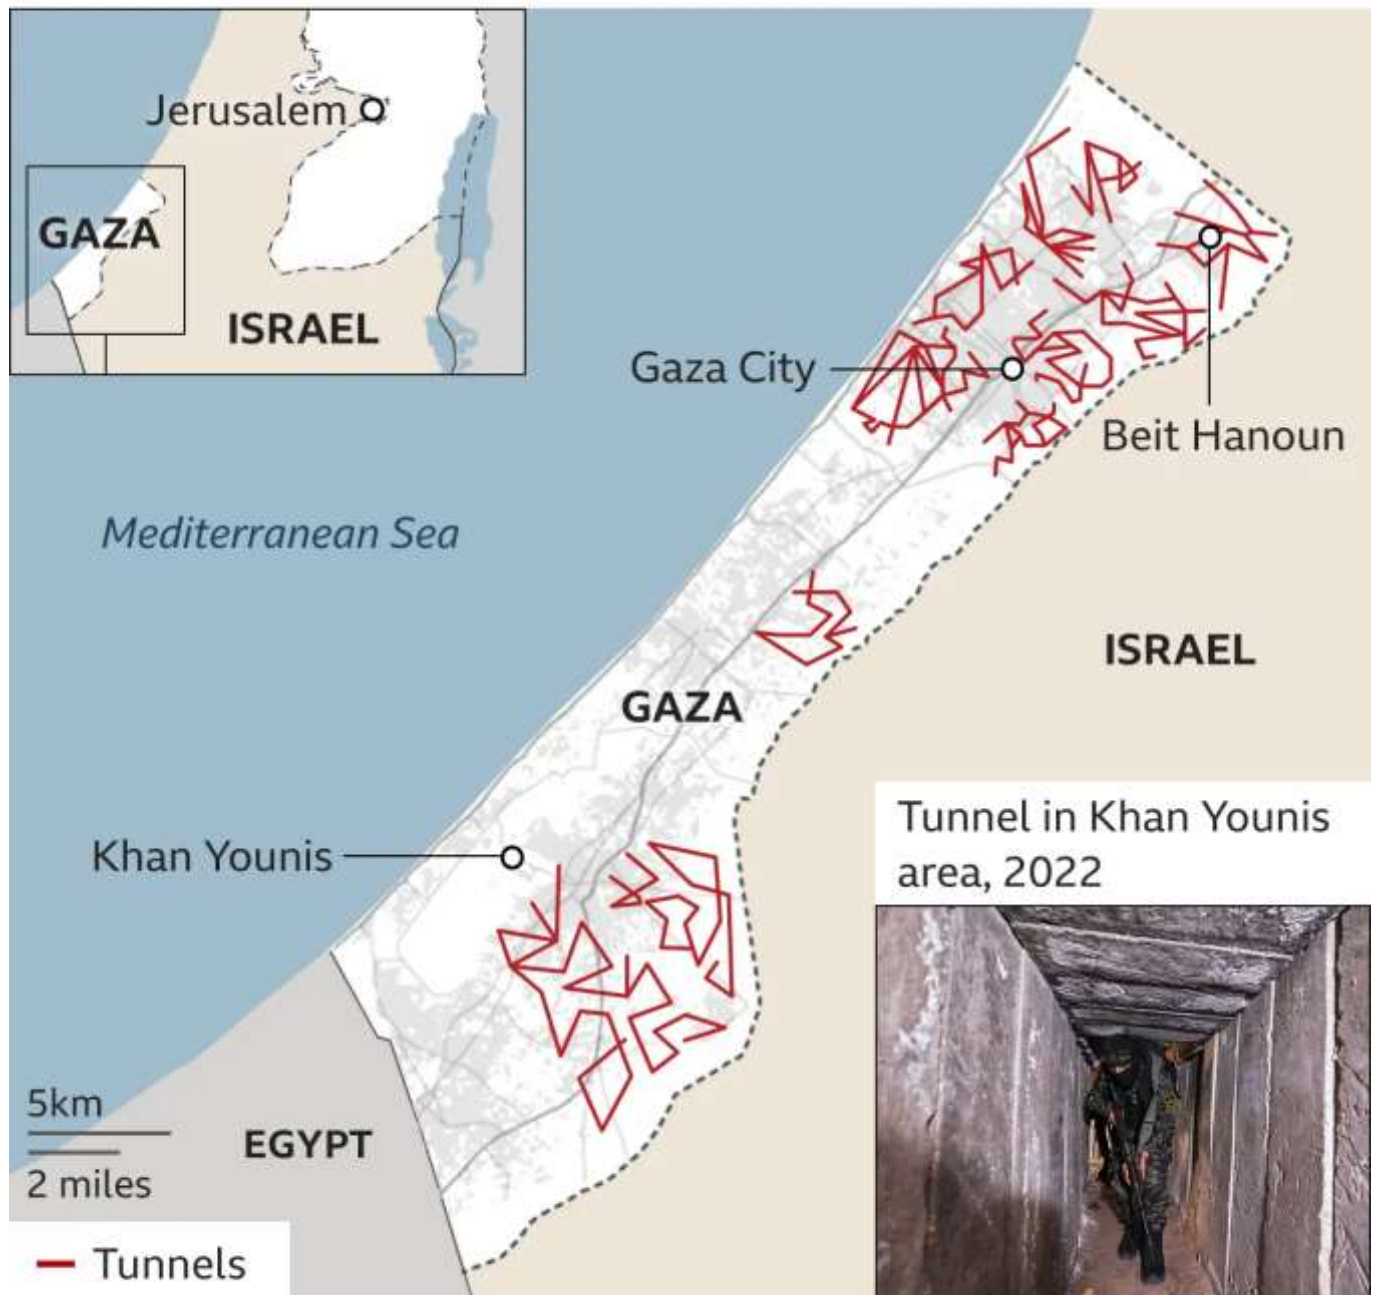 Jerusalem
GAZA
ISRAEL
Gaza City
Beit Hanoun
Mediterranean Sea
ISRAEL
GAZA
Khan Younis
Tunnel in Khan Younis
area, 2022
5km
2 miles
EGYPT
Tunnels